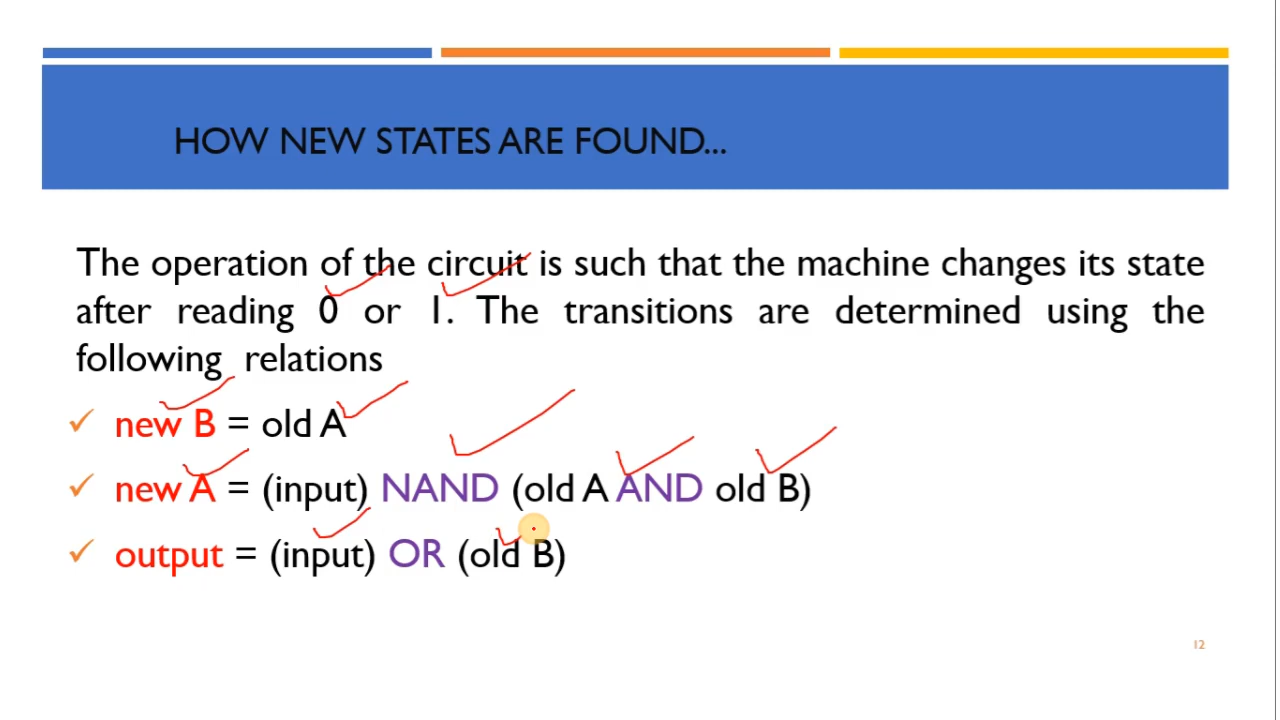 HOW NEW STATES ARE FOUND...
The operation of the circuit is such that the machine changes its state
after reading 0 or 1. The transitions are determined using the
following relations
new B = old A
new A = (input) NAND (old A AND old B)
output = (input) OR (old B)
12